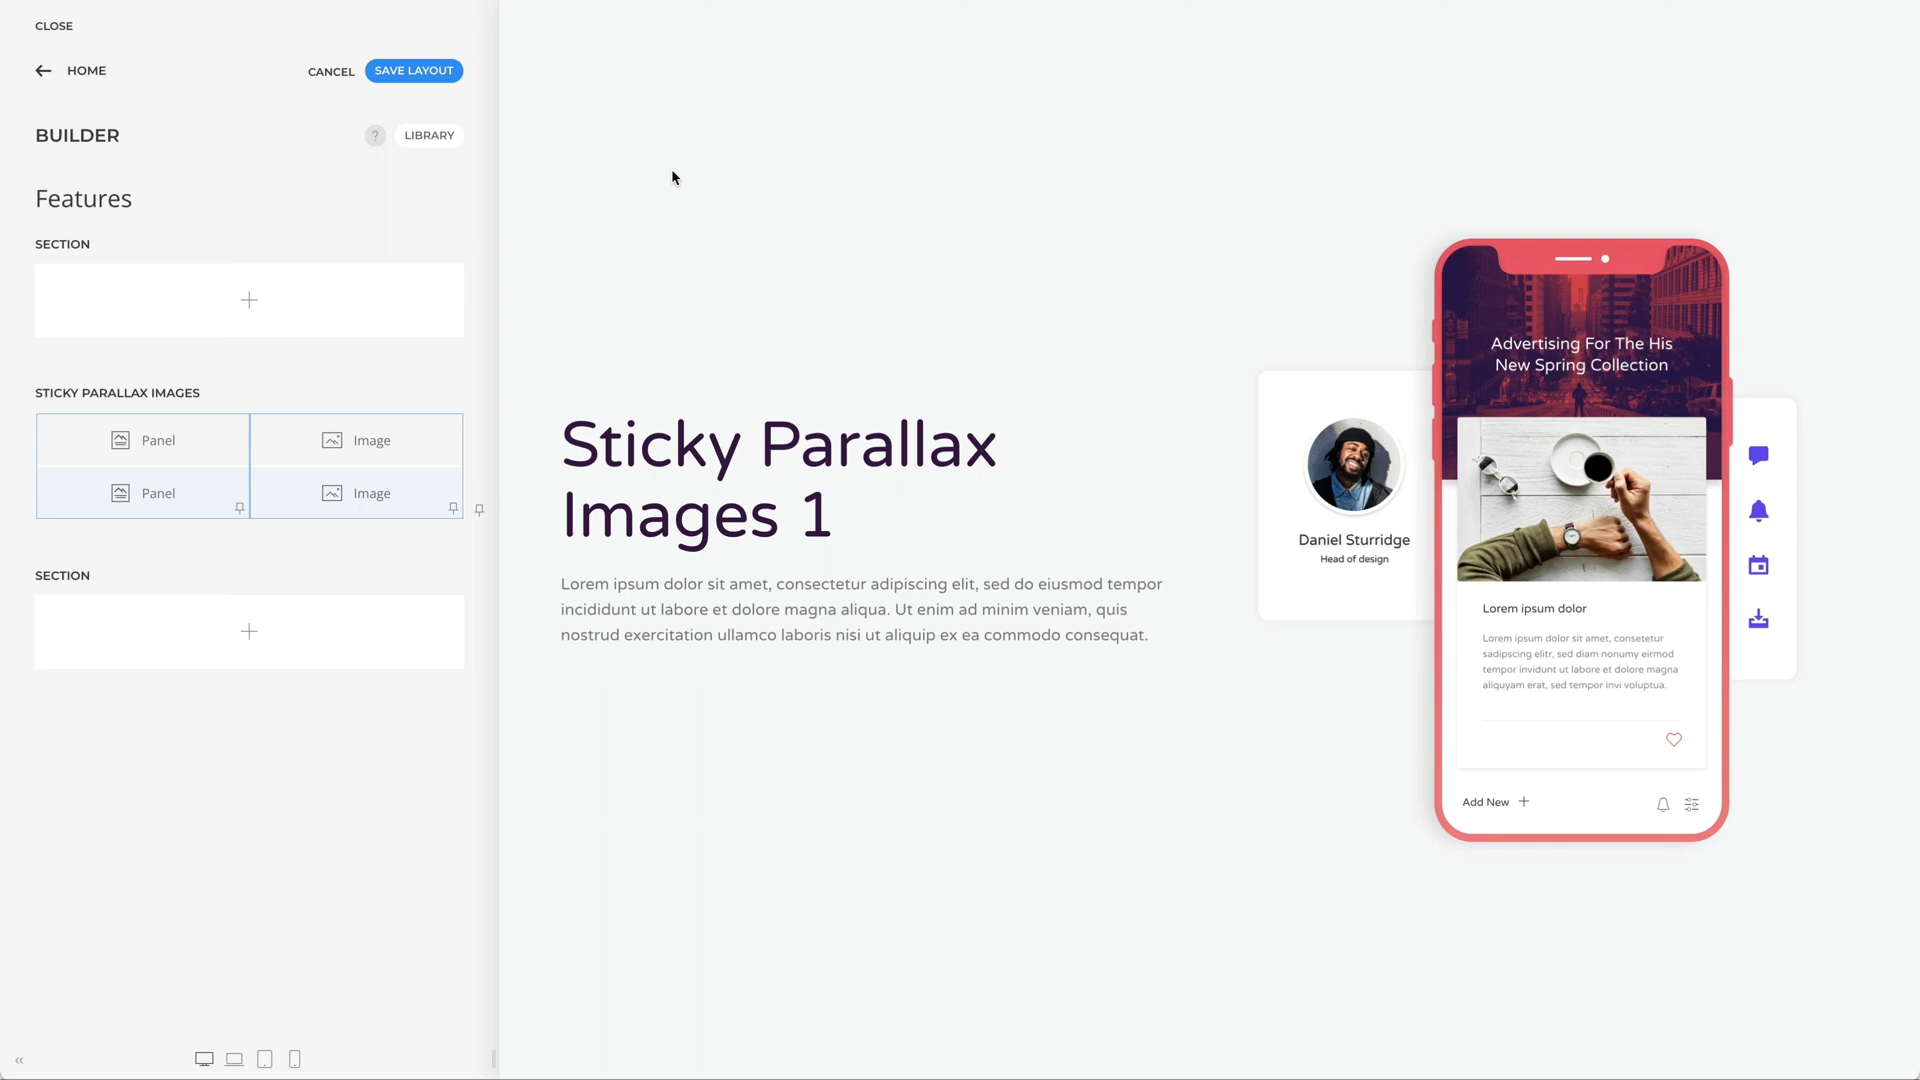 CLOSE
HOME
CANCEL
SAVE LAYOUT
BUILDER
?
LIBRARY
Features
SECTION
STICKY PARALLAX IMAGES
Panel
Image
Panel
Image
SECTION
Sticky Parallax
Images 1
Lorem ipsum dolor sit amet, consectetur adipiscing elit, sed do eiusmod tempor
incididunt ut labore et dolore magna aliqua. Ut enim ad minim veniam, quis
nostrud exercitation ullamco laboris nisi ut aliquip ex ea commodo consequat.
Daniel Sturridge
Head of design
Advertising For The His
New Spring Collection
Lorem ipsum dolor
Lorem ipsum dolor sit amet, consetetur
sadipscing elitr, sed diam nonumy eirmod
tempor invidunt ut labore et dolore magna
aliquyam erat, sed tempor invi voluptua.
Add New